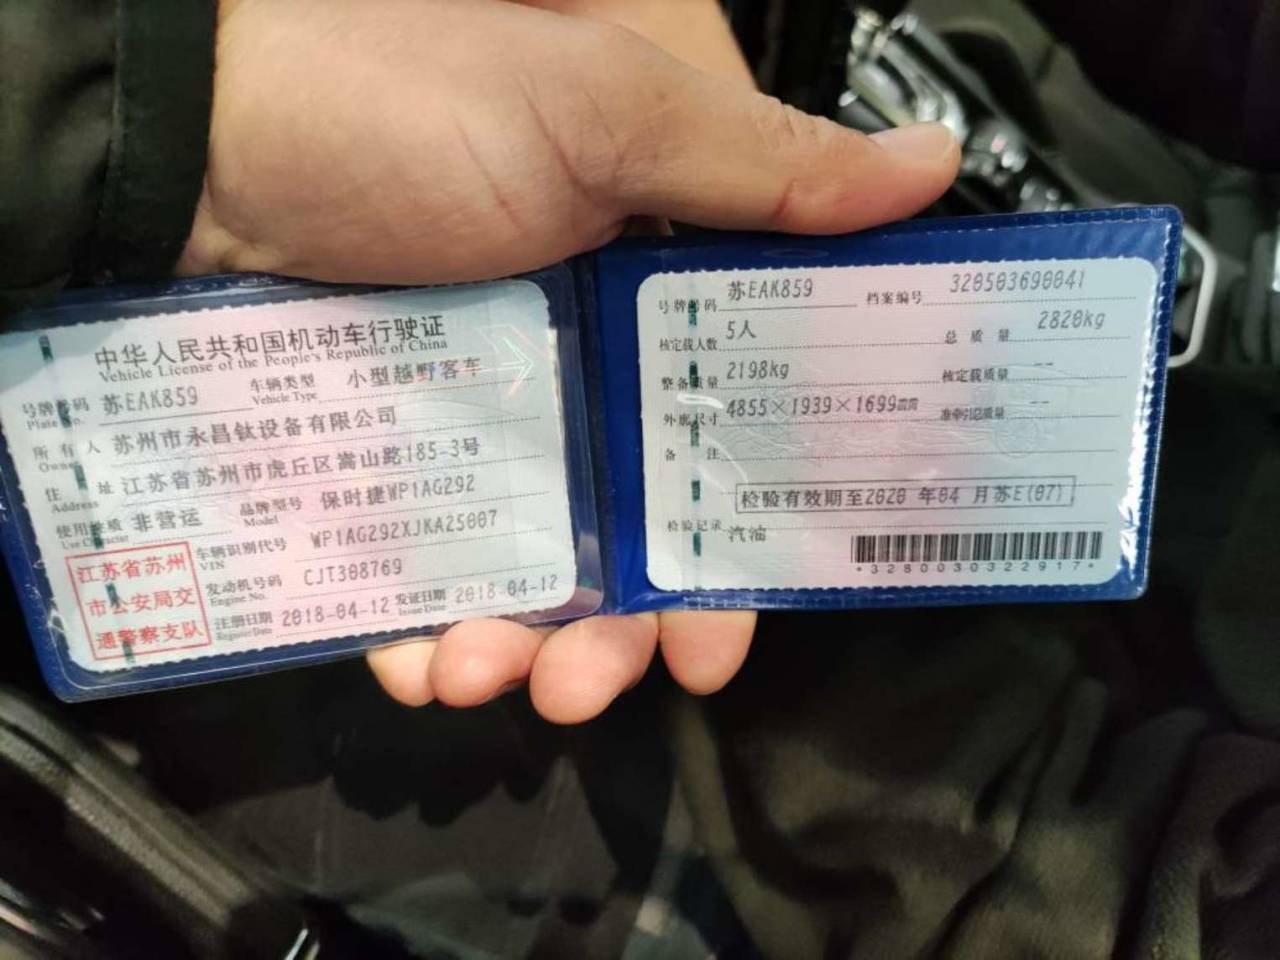 中华人民共和国机动车行驶证
Vehicle License of the People's Republic of China
号牌号码 苏EAK859 车辆类型 小型越野客车
Plate No. Vehicle Type
所有人 苏州市永昌钛设备有限公司
Owner
住址 江苏省苏州市虎丘区嵩山路185-3号
Address
使用性质 非营运 品牌型号 保时捷WP1AG292
Use Character Model
江苏省苏州
市公安局交
通警察支队
车辆识别代号 WP1AG292XJKA25007
VIN
发动机号码 CJT308769
Engine No.
注册日期 2018-04-12 发证日期 2018-04-12
Register Date Issue Date
号牌号码 苏EAK859 档案编号 320503690041
核定载人数 5人 总质量 2820kg
整备质量 2198kg 核定载质量 --
外廓尺寸 4855×1939×1699mm 准牵引总质量 --
备注
检验有效期至2020 年04 月苏E(07)
检验记录 汽油
*3280030322917*